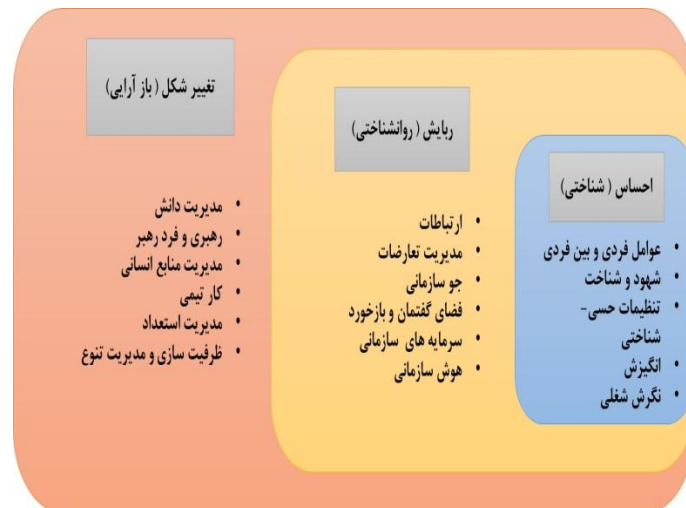 احساس ( شناختی)
عوامل فردی و بین فردی
شهود و شناخت
تنظیمات حسی-
شناختی
انگیزش
نگرش شغلی
ربایش ( روانشناختی)
ارتباطات
مدیریت تعارضات
جو سازمانی
فضای گفتمان و بازخورد
سرمایه های سازمانی
هوش سازمانی
تغییر شکل ( باز آرایی)
مدیریت دانش
رهبری و فرد رهبر
مدیریت منابع انسانی
کار تیمی
مدیریت استعداد
ظرفیت سازی و مدیریت تنوع